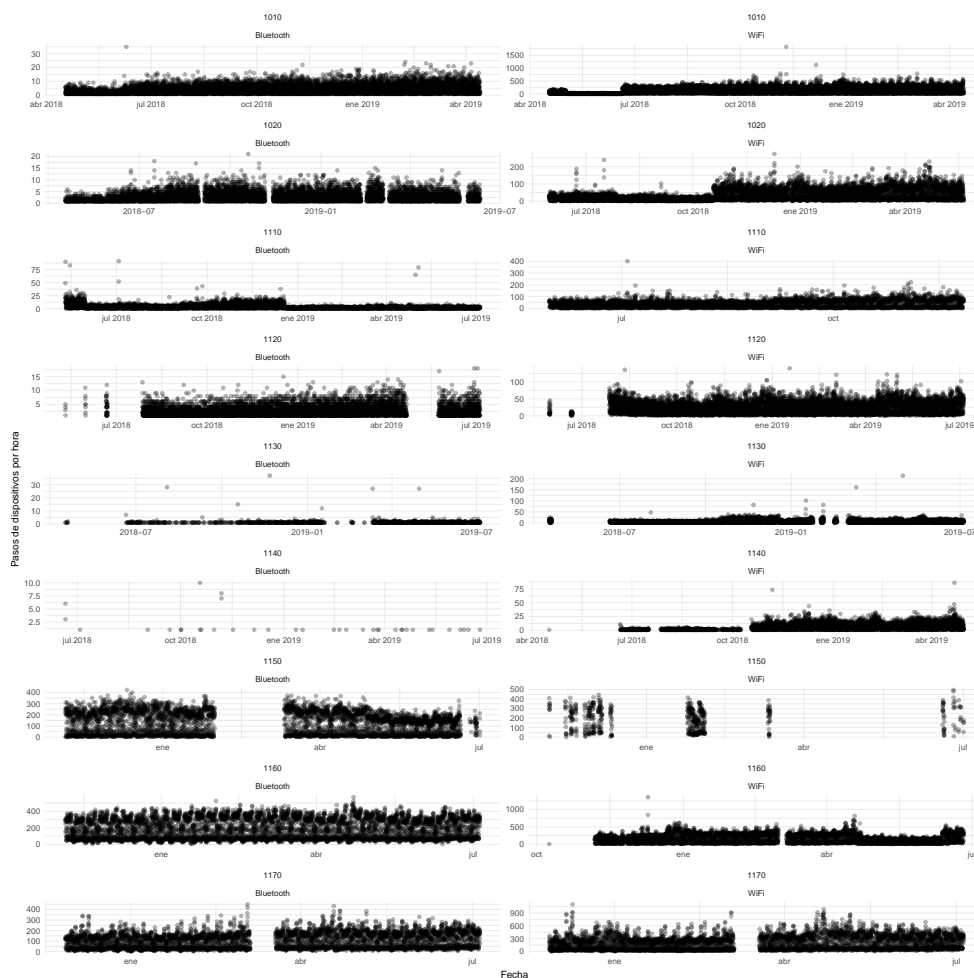 1010 1010
Bluetooth WiFi
30 1500
20 1000
10 500
0 0
abr 2018 jul 2018 oct 2018 ene 2019 abr 2019 abr 2018 jul 2018 oct 2018 ene 2019 abr 2019
1020 1020
Bluetooth WiFi
20
15 200
10
5 100
0 0
2018−07 2019−01 2019−07 jul 2018 oct 2018 ene 2019 abr 2019
1110 1110
Bluetooth WiFi
400
75 300
50 200
25 100
0 0
jul 2018 oct 2018 ene 2019 abr 2019 jul 2019 jul oct
1120 1120
Bluetooth WiFi
15 100
10
5 50
0
jul 2018 oct 2018 ene 2019 abr 2019 jul 2019 jul 2018 oct 2018 ene 2019 abr 2019 jul 2019
Pasos de dispositivos por hora
1130 1130
Bluetooth WiFi
200
30 150
20 100
10 50
0 0
2018−07 2019−01 2019−07 2018−07 2019−01 2019−07
1140 1140
Bluetooth WiFi
10.0
7.5 75
5.0 50
2.5 25
0
jul 2018 oct 2018 ene 2019 abr 2019 jul 2019 abr 2018 jul 2018 oct 2018 ene 2019 abr 2019
1150 1150
Bluetooth WiFi
500
400 400
300 300
200 200
100 100
0 0
ene abr jul ene abr jul
1160 1160
Bluetooth WiFi
400 1000
200 500
0 0
ene abr jul oct ene abr ju
1170 1170
Bluetooth WiFi
400 900
300 600
200
100 300
0 0
ene abr jul ene abr jul
Fecha